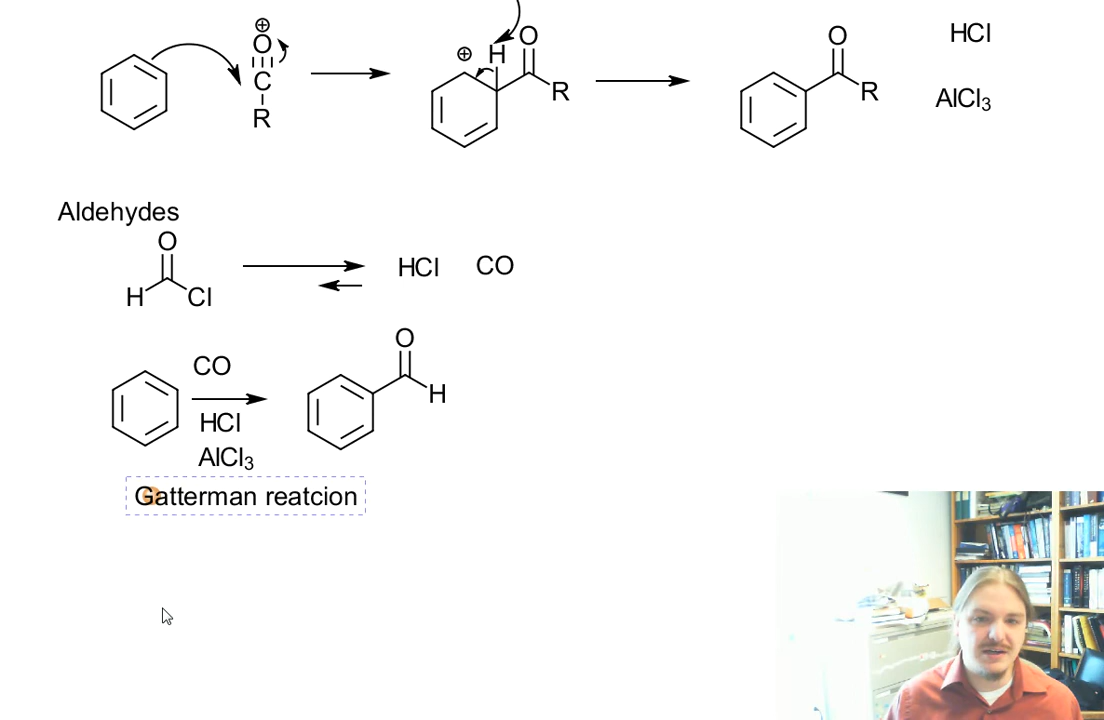 ⊕
O
C
R
⊕
H
O
R
O
R
HCl
AlCl3
Aldehydes
O
H
Cl
HCl CO
CO
HCl
AlCl3
O
H
Gatterman reatcion